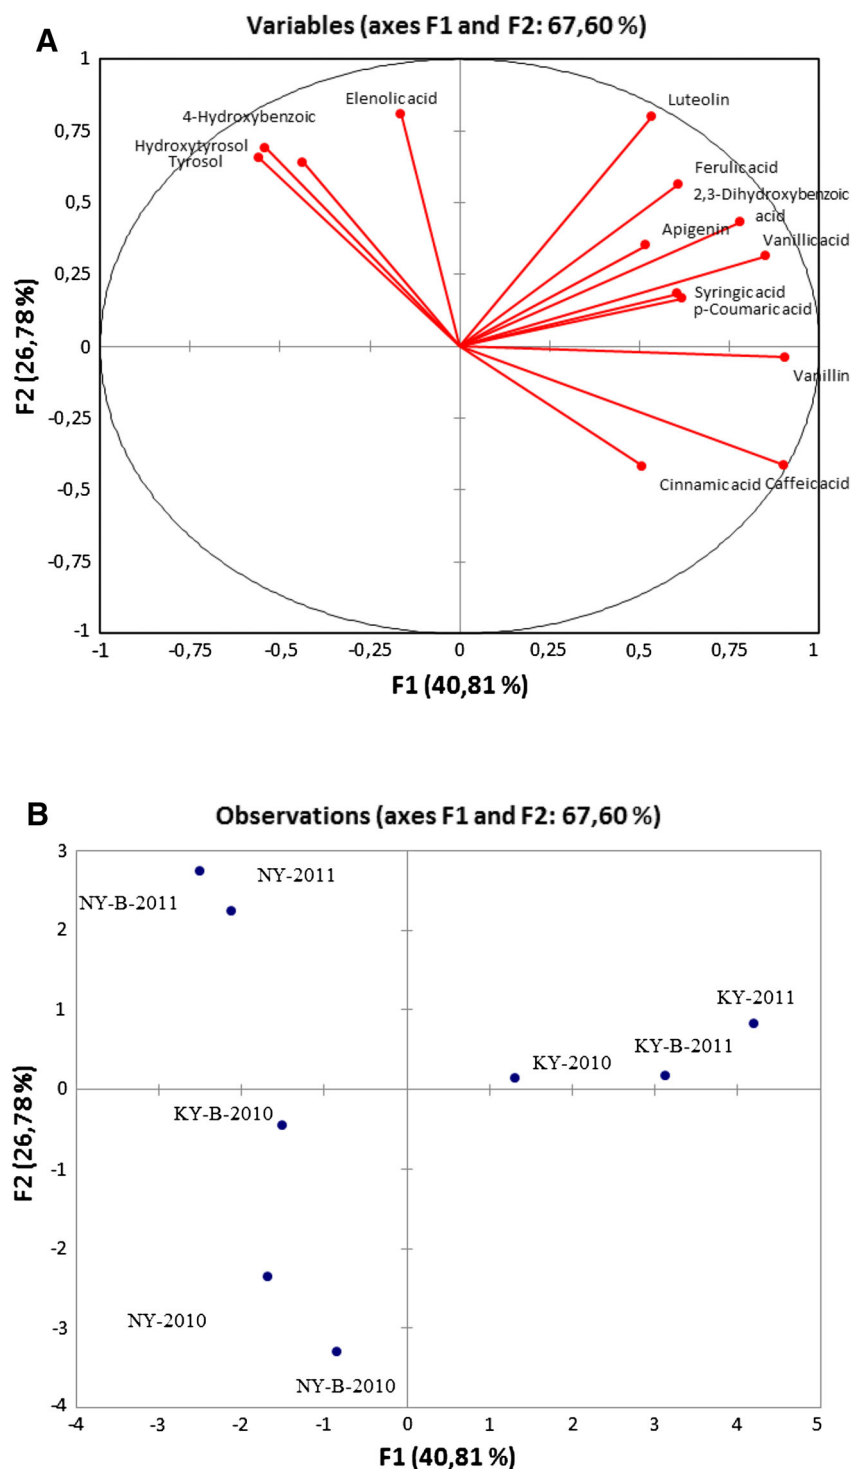 A
Variables (axes F1 and F2: 67,60 %)
1
0,75
0,5
0,25
0
-0,25
-0,5
-0,75
-1
F2 (26,78%)
Elenolic acid
4-Hydroxybenzoic
Hydroxytyrosol
Tyrosol
Luteolin
Ferulic acid
2,3-Dihydroxybenzoic
acid
Apigenin
Vanillic acid
Syringic acid
p-Coumaric acid
Vanillin
Cinnamic acid
Caffeic acid
-1 -0,75 -0,5 -0,25 0 0,25 0,5 0,75 1
F1 (40,81 %)
B
Observations (axes F1 and F2: 67,60 %)
3
2
1
0
-1
-2
-3
-4
F2 (26,78%)
NY-2011
NY-B-2011
KY-2011
KY-B-2011
KY-2010
KY-B-2010
NY-2010
NY-B-2010
-4 -3 -2 -1 0 1 2 3 4 5
F1 (40,81 %)